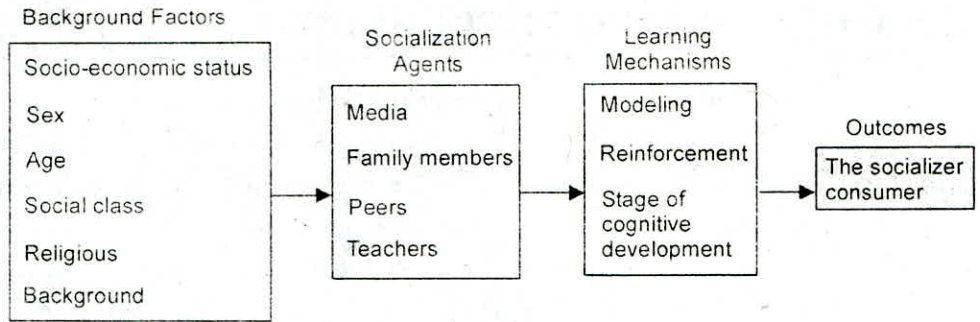 Background Factors
Socio-economic status
Sex
Age
Social class
Religious
Background
Socialization
Agents
Media
Family members
Peers
Teachers
Learning
Mechanisms
Modeling
Reinforcement
Stage of
cognitive
development
Outcomes
The socializer
consumer